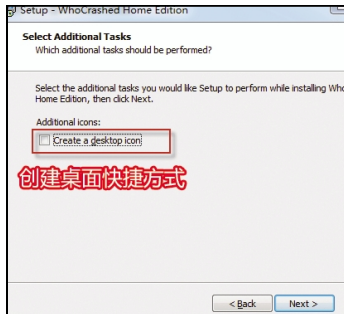 Setup - WhoCrashed Home Edition
Select Additional Tasks
Which additional tasks should be performed?
Select the additional tasks you would like Setup to perform while installing
Home Edition, then click Next.
Additional icons:
Create a desktop icon
创建桌面快捷方式
< Back
Next >